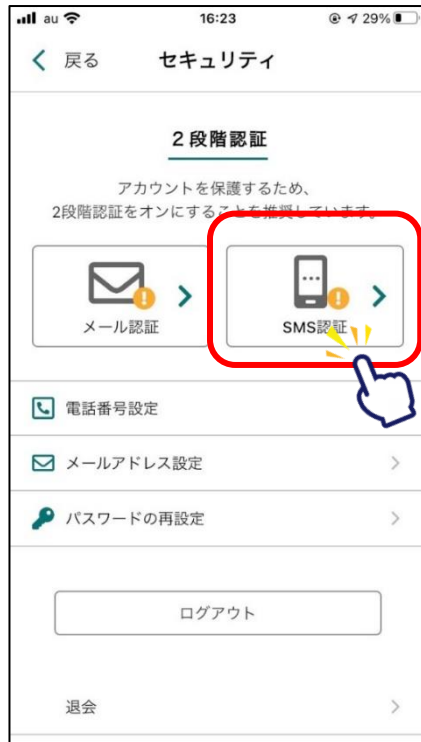 au 16:23 29%
戻る セキュリティ
2段階認証
アカウントを保護するため、
2段階認証をオンにすることを推奨しています。
メール認証 SMS認証
電話番号設定
メールアドレス設定
パスワードの再設定
ログアウト
退会